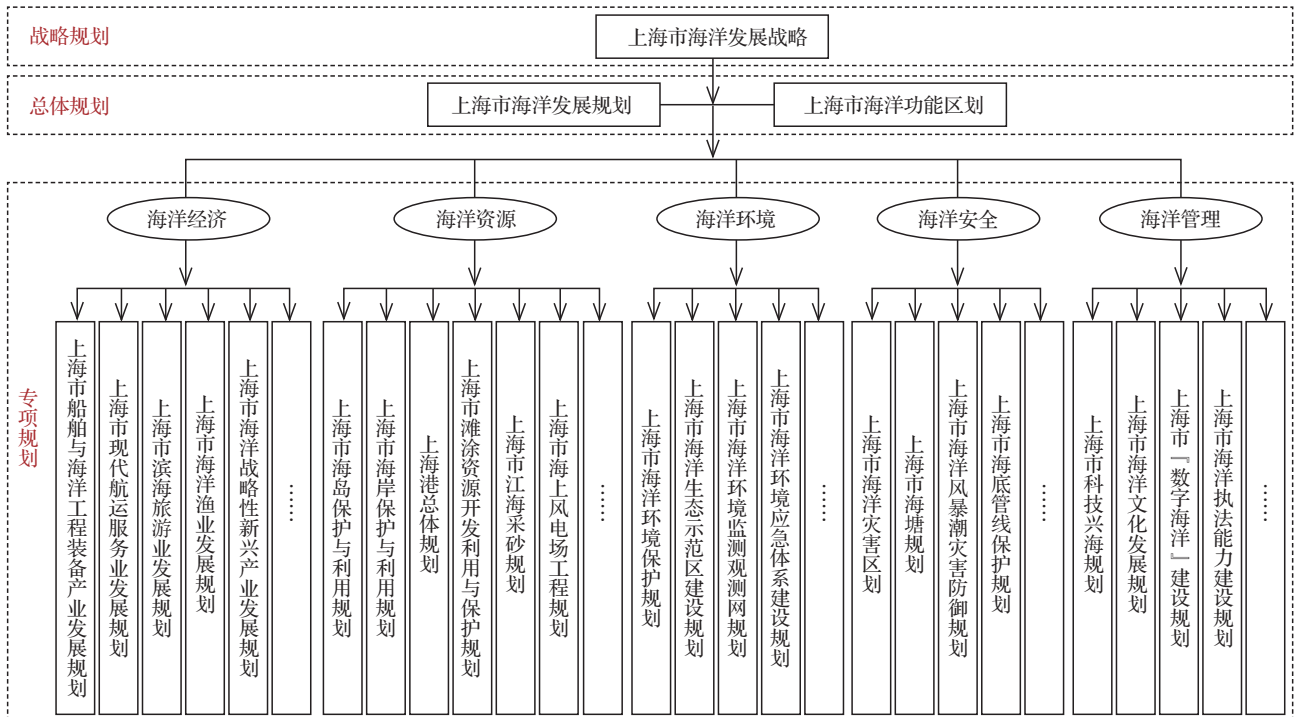 战略规划
上海市海洋发展战略
总体规划
上海市海洋发展规划
上海市海洋功能区划
海洋经济
海洋资源
海洋环境
海洋安全
海洋管理
专项规划
上海市船舶与海洋工程装备产业发展规划
上海市现代航运服务业发展规划
上海市滨海旅游业发展规划
上海市海洋渔业发展规划
上海市海洋战略性新兴产业发展规划
……
上海市海岛保护与利用规划
上海市海岸保护与利用规划
上海港总体规划
上海市滩涂资源开发利用与保护规划
上海市江海采砂规划
上海市海上风电场工程规划
……
上海市海洋环境保护规划
上海市海洋生态示范区建设规划
上海市海洋环境监测观测网规划
上海市海洋环境应急体系建设规划
……
上海市海洋灾害区划
上海市海塘规划
上海市海洋风暴潮灾害防御规划
上海市海底管线保护规划
……
上海市科技兴海规划
上海市海洋文化发展规划
上海市『数字海洋』建设规划
上海市海洋执法能力建设规划
……